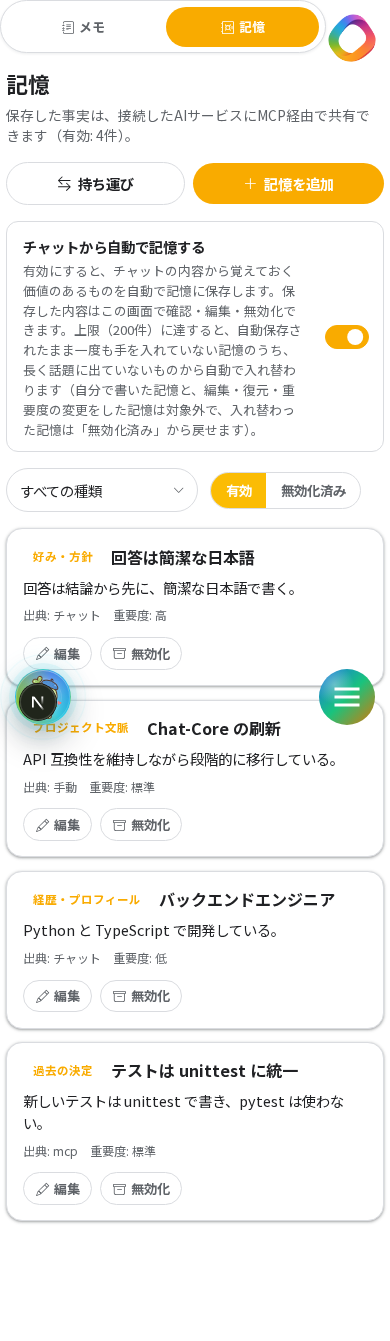 メモ
記憶
記憶
保存した事実は、接続したAIサービスにMCP経由で共有で
きます（有効: 4件）。
持ち運び
記憶を追加
チャットから自動で記憶する
有効にすると、チャットの内容から覚えておく
価値のあるものを自動で記憶に保存します。保
存した内容はこの画面で確認・編集・無効化で
きます。上限（200件）に達すると、自動保存さ
れたまま一度も手を入れていない記憶のうち、
長く話題に出ていないものから自動で入れ替わ
ります（自分で書いた記憶と、編集・復元・重
要度の変更をした記憶は対象外で、入れ替わっ
た記憶は「無効化済み」から戻せます）。
すべての種類
有効
無効化済み
好み・方針 回答は簡潔な日本語
回答は結論から先に、簡潔な日本語で書く。
出典: チャット 重要度: 高
編集
無効化
N
プロジェクト文脈 Chat-Core の刷新
API 互換性を維持しながら段階的に移行している。
出典: 手動 重要度: 標準
編集
無効化
経歴・プロフィール バックエンドエンジニア
Python と TypeScript で開発している。
出典: チャット 重要度: 低
編集
無効化
過去の決定 テストは unittest に統一
新しいテストは unittest で書き、pytest は使わな
い。
出典: mcp 重要度: 標準
編集
無効化